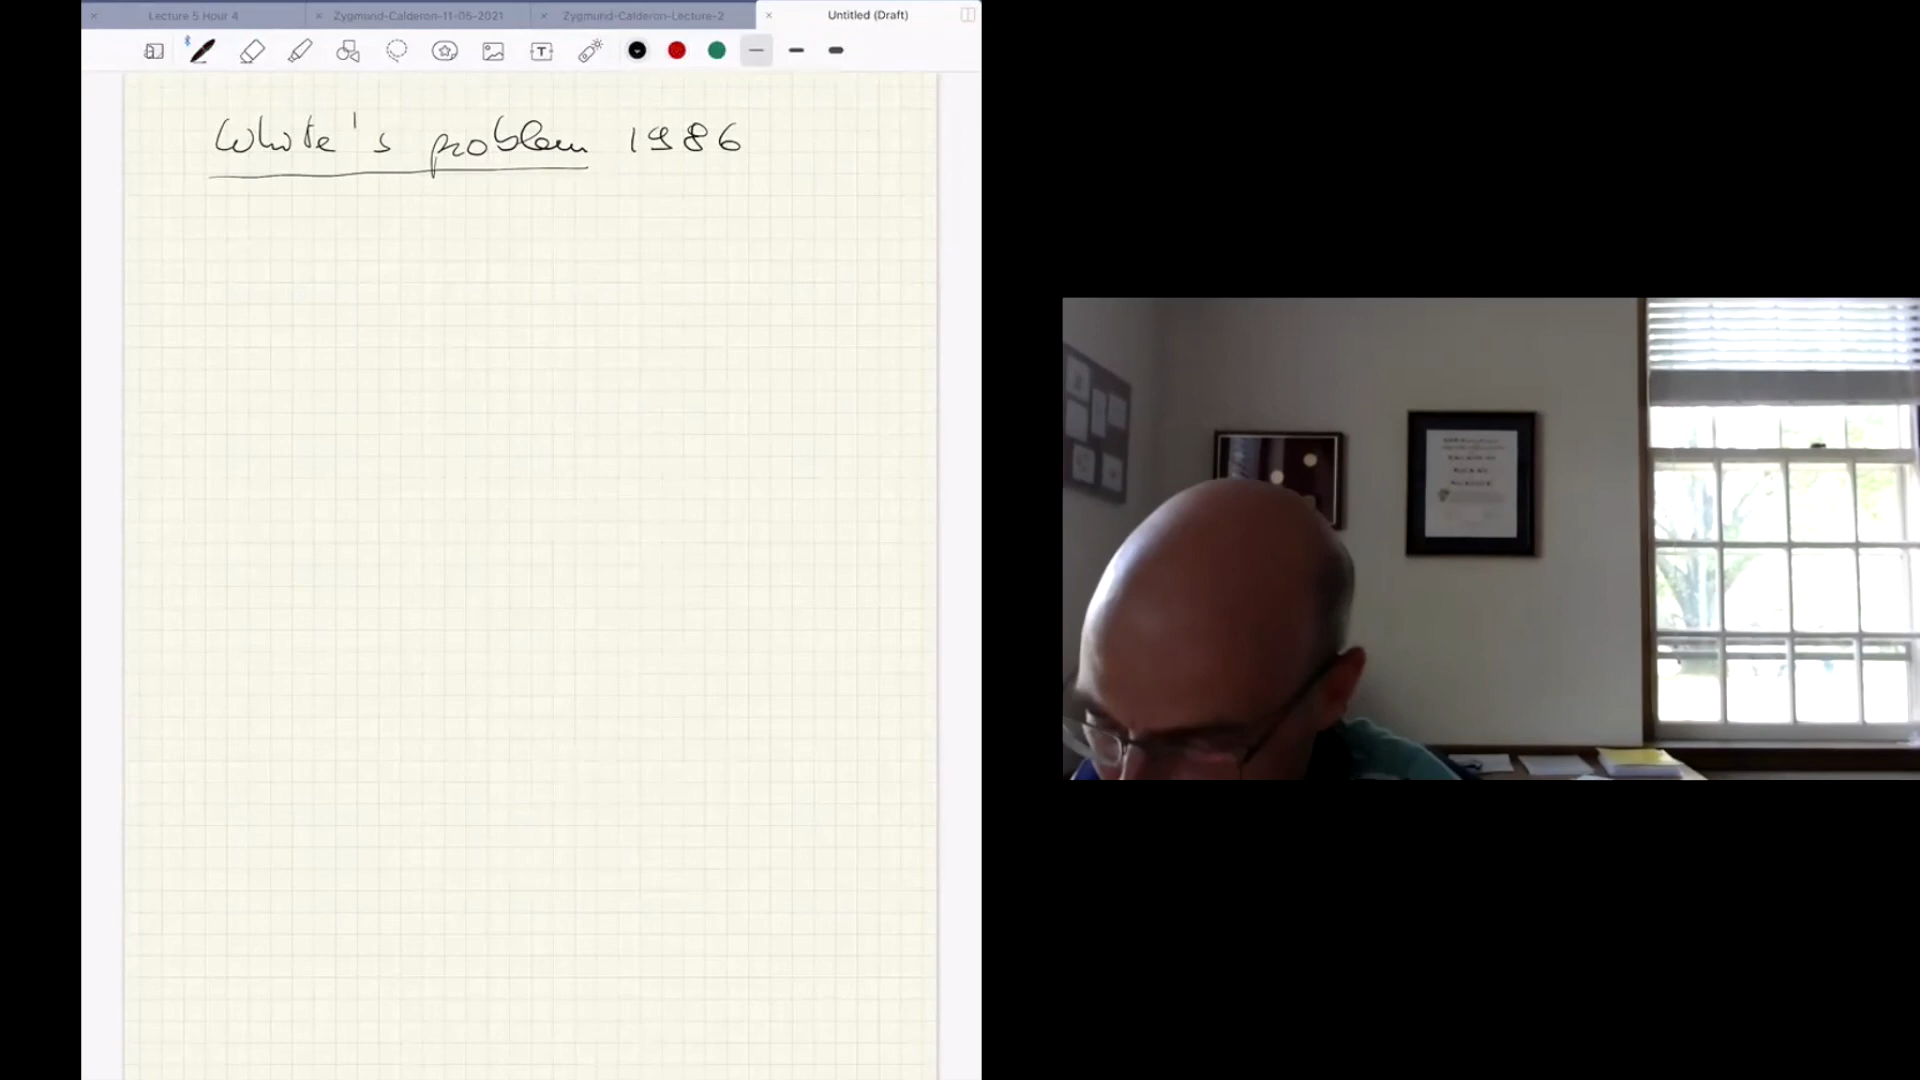 Lecture 5 Hour 4
Zygmund-Calderon-11-05-2021
Zygmund-Calderon-Lecture-2
Untitled (Draft)
White's problem 1986